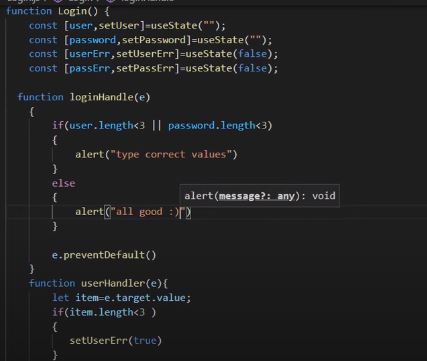 function Login() {
const [user,setUser]=useState("");
const [password,setPassword]=useState("");
const [userErr,setUserErr]=useState(false);
const [passErr,setPassErr]=useState(false);
function loginHandle(e)
{
if(user.length<3 || password.length<3)
{
alert("type correct values")
}
else
{
alert(message?: any): void
alert("all good :)")
}
e.preventDefault()
}
function userHandler(e){
let item=e.target.value;
if(item.length<3 )
{
setUserErr(true)
}